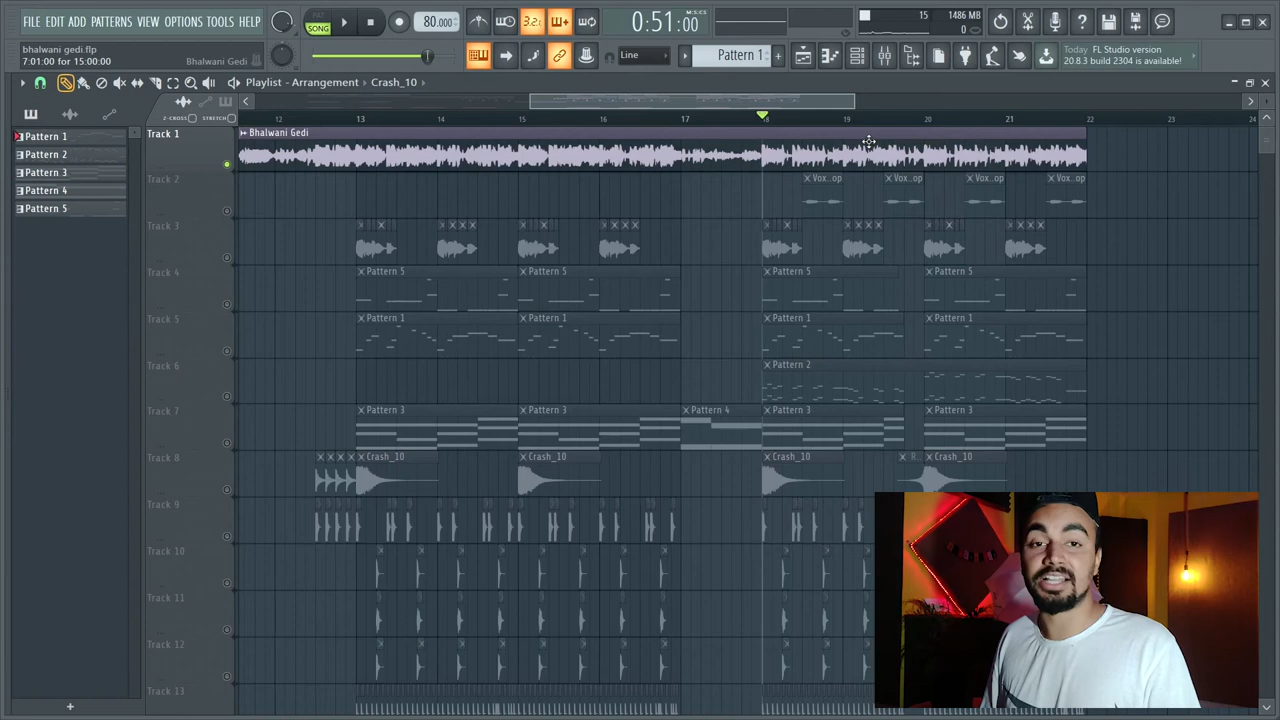 FILE EDIT ADD PATTERNS VIEW OPTIONS TOOLS HELP
PAT
SONG
80.000
3.2.
0:51:00
M:S:CS
15
1486 MB
0
bhalwani gedi.flp
7:01:00 for 15:00:00
Bhalwani Gedi
Line
Pattern 1
Today FL Studio version
20.8.3 build 2304 is available!
Playlist - Arrangement Crash_10
Z-CROSS
STRETCH
12 13 14 15 16 17 18 19 20 21 22 23 24
Pattern 1
Pattern 2
Pattern 3
Pattern 4
Pattern 5
Track 1
Bhalwani Gedi
Track 2
Vox..op Vox..op Vox..op Vox..op
Track 3
Track 4
Pattern 5 Pattern 5 Pattern 5 Pattern 5
Track 5
Pattern 1 Pattern 1 Pattern 1 Pattern 1
Track 6
Pattern 2
Track 7
Pattern 3 Pattern 3 Pattern 4 Pattern 3 Pattern 3
Track 8
Crash_10 Crash_10 Crash_10 R.. Crash_10
Track 9
Track 10
Track 11
Track 12
Track 13